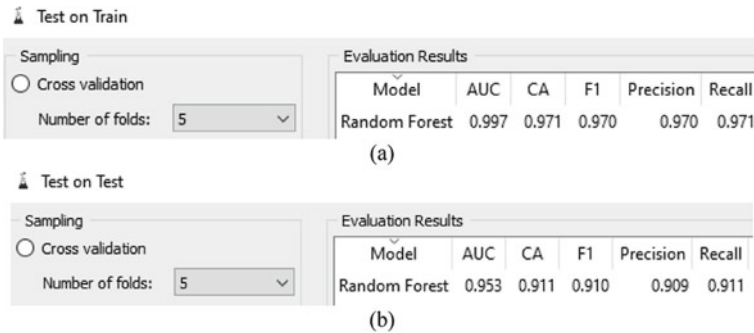 Test on Train
Sampling
Cross validation
Number of folds: 5
Evaluation Results
Model AUC CA F1 Precision Recall
Random Forest 0.997 0.971 0.970 0.970 0.971
(a)
Test on Test
Sampling
Cross validation
Number of folds: 5
Evaluation Results
Model AUC CA F1 Precision Recall
Random Forest 0.953 0.911 0.910 0.909 0.911
(b)